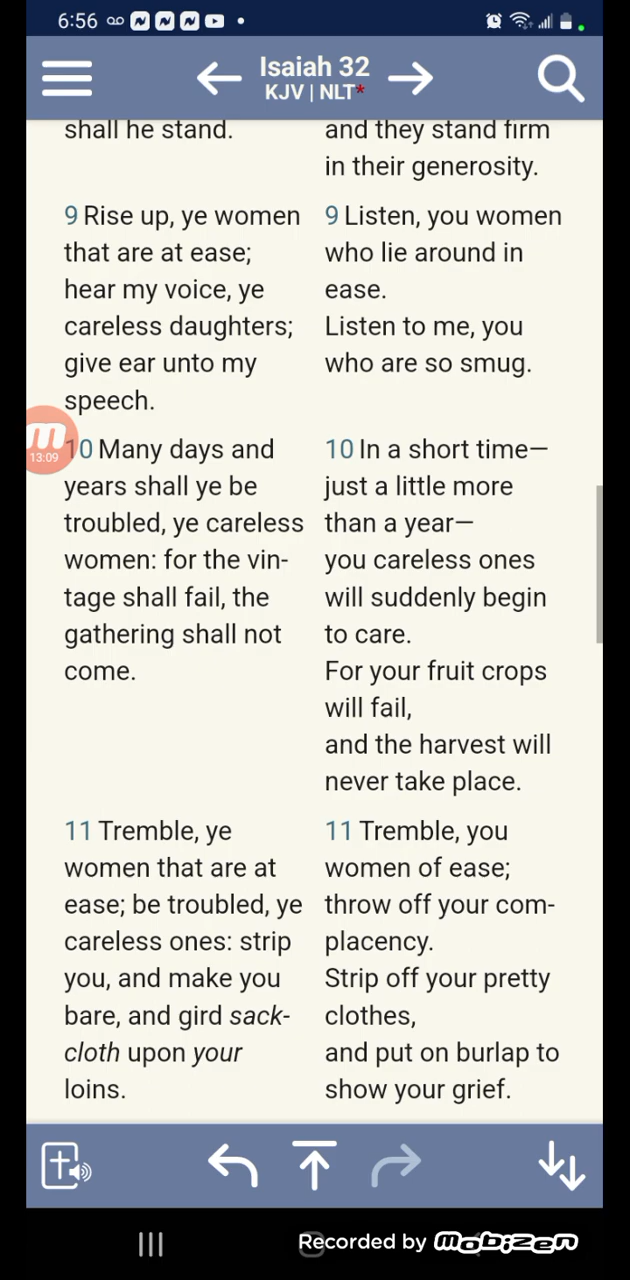 6:56
Isaiah 32
KJV | NLT*
shall he stand.
9 Rise up, ye women
that are at ease;
hear my voice, ye
careless daughters;
give ear unto my
speech.
10 Many days and
years shall ye be
troubled, ye careless
women: for the vin-
tage shall fail, the
gathering shall not
come.
11 Tremble, ye
women that are at
ease; be troubled, ye
careless ones: strip
you, and make you
bare, and gird sack-
cloth upon your
loins.
and they stand firm
in their generosity.
9 Listen, you women
who lie around in
ease.
Listen to me, you
who are so smug.
10 In a short time—
just a little more
than a year—
you careless ones
will suddenly begin
to care.
For your fruit crops
will fail,
and the harvest will
never take place.
11 Tremble, you
women of ease;
throw off your com-
placency.
Strip off your pretty
clothes,
and put on burlap to
show your grief.
m
13:09
Recorded by mobizen